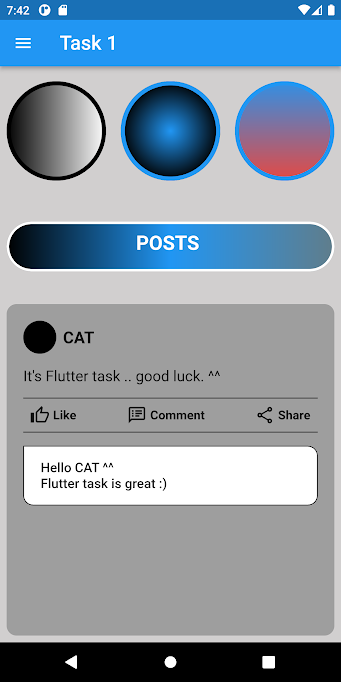 7:42
Task 1
POSTS
CAT
It's Flutter task .. good luck. ^^
Like
Comment
Share
Hello CAT ^^
Flutter task is great :)